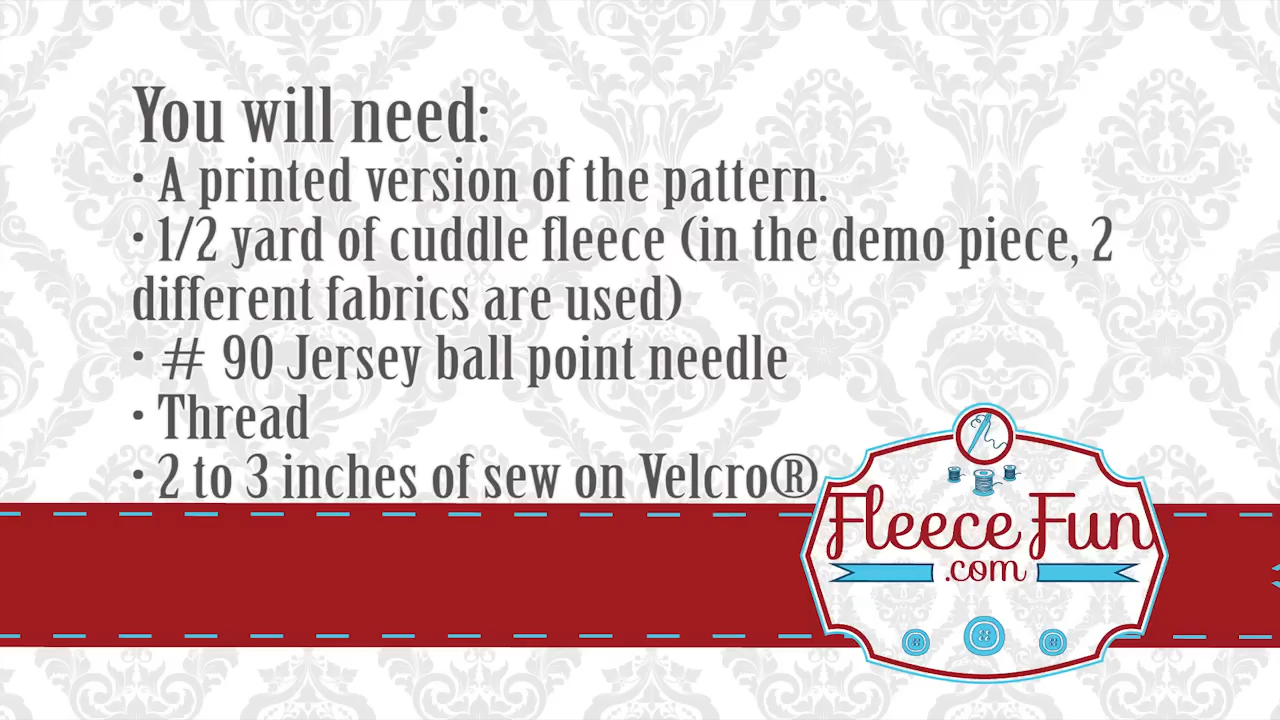 You will need:
• A printed version of the pattern.
• 1/2 yard of cuddle fleece (in the demo piece, 2
different fabrics are used)
• # 90 Jersey ball point needle
• Thread
• 2 to 3 inches of sew on Velcro®
Fleece Fun
.com